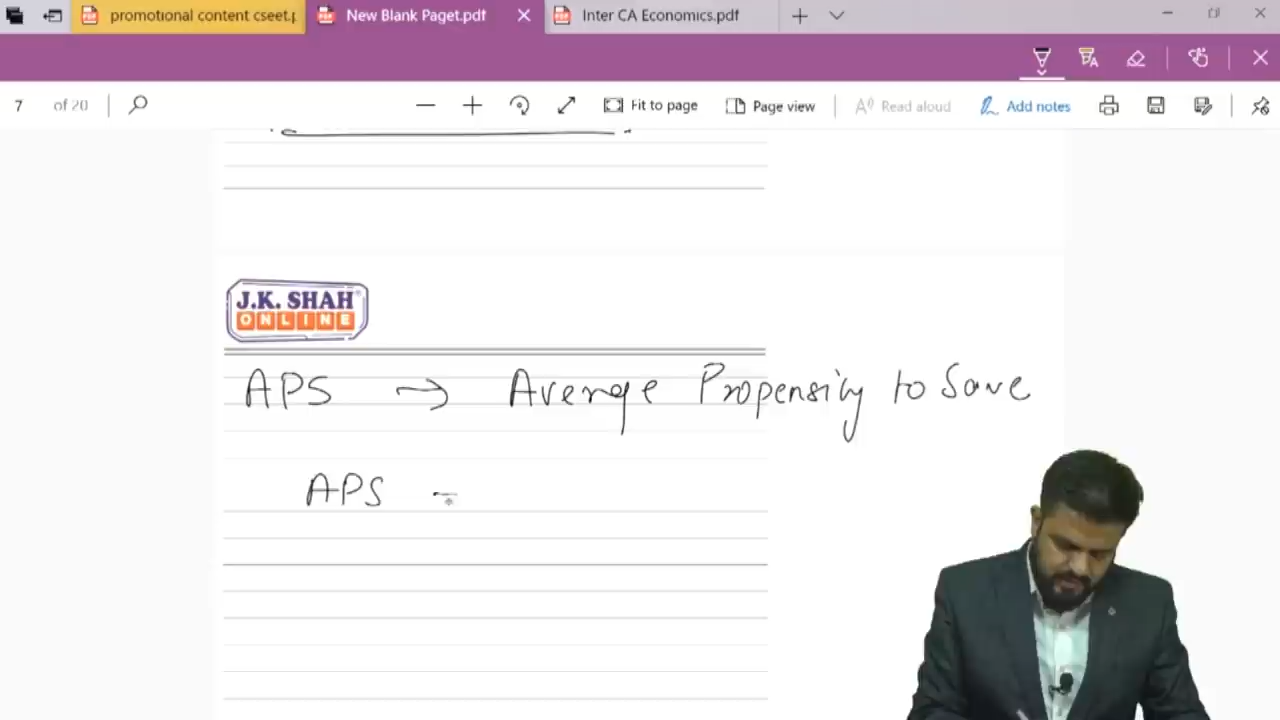 promotional content cseet.p
New Blank Paget.pdf
Inter CA Economics.pdf
7 of 20
Fit to page
Page view
Read aloud
Add notes
J.K. SHAH
ONLINE
APS → Average Propensity to Save
APS =